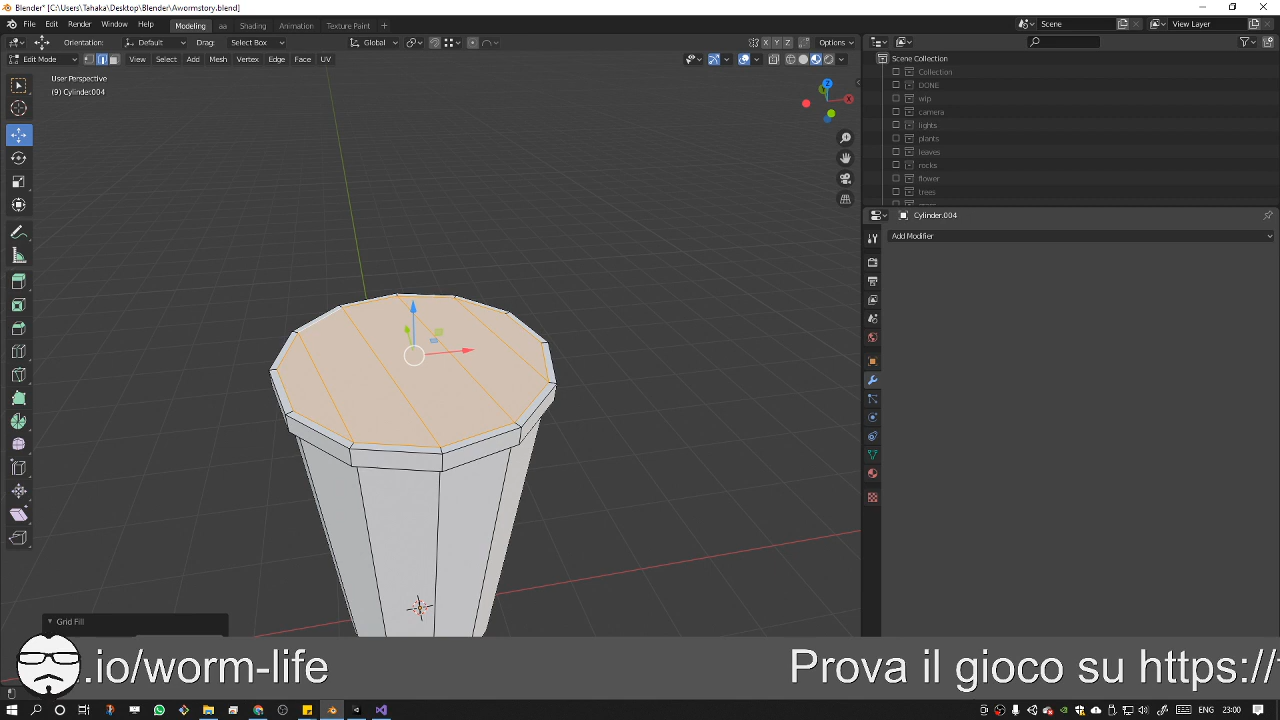 Blender* [C:\Users\Tahaka\Desktop\Blender\Awormstory.blend]
File Edit Render Window Help Modeling aa Shading Animation Texture Paint Scene View Layer
Orientation: Default Drag: Select Box Global X Y Z Options
Edit Mode View Select Add Mesh Vertex Edge Face UV
User Perspective
(9) Cylinder.004
Z
X
Scene Collection
Collection
DONE
wip
camera
lights
plants
leaves
rocks
flower
trees
Cylinder.004
Add Modifier
Grid Fill
.io/worm-life Prova il gioco su https://
ENG 23:00